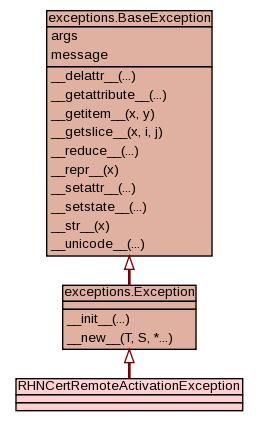 exceptions.BaseException
args
message
__delattr__(...)
__getattribute__(...)
__getitem__(x, y)
__getslice__(x, i, j)
__reduce__(...)
__repr__(x)
__setattr__(...)
__setstate__(...)
__str__(x)
__unicode__(...)
exceptions.Exception
__init__(...)
__new__(T, S, *...)
RHNCertRemoteActivationException